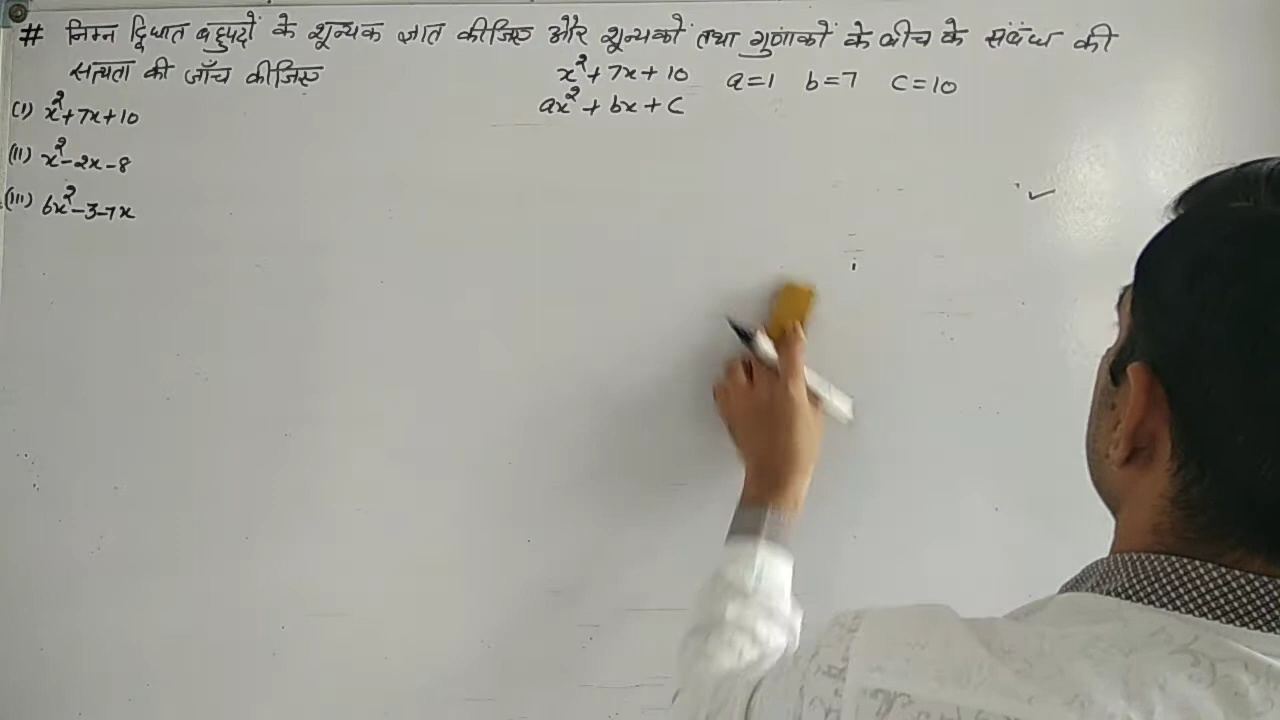 # निम्न द्विघात बहुपदों के शून्यक ज्ञात कीजिए और शून्यकों तथा गुणांकों के बीच के संबंध की
सत्यता की जाँच कीजिए
(i) x²+7x+10
(ii) x²-2x-8
(iii) 6x²-3-7x
x²+7x+10 a=1 b=7 c=10
ax²+bx+c